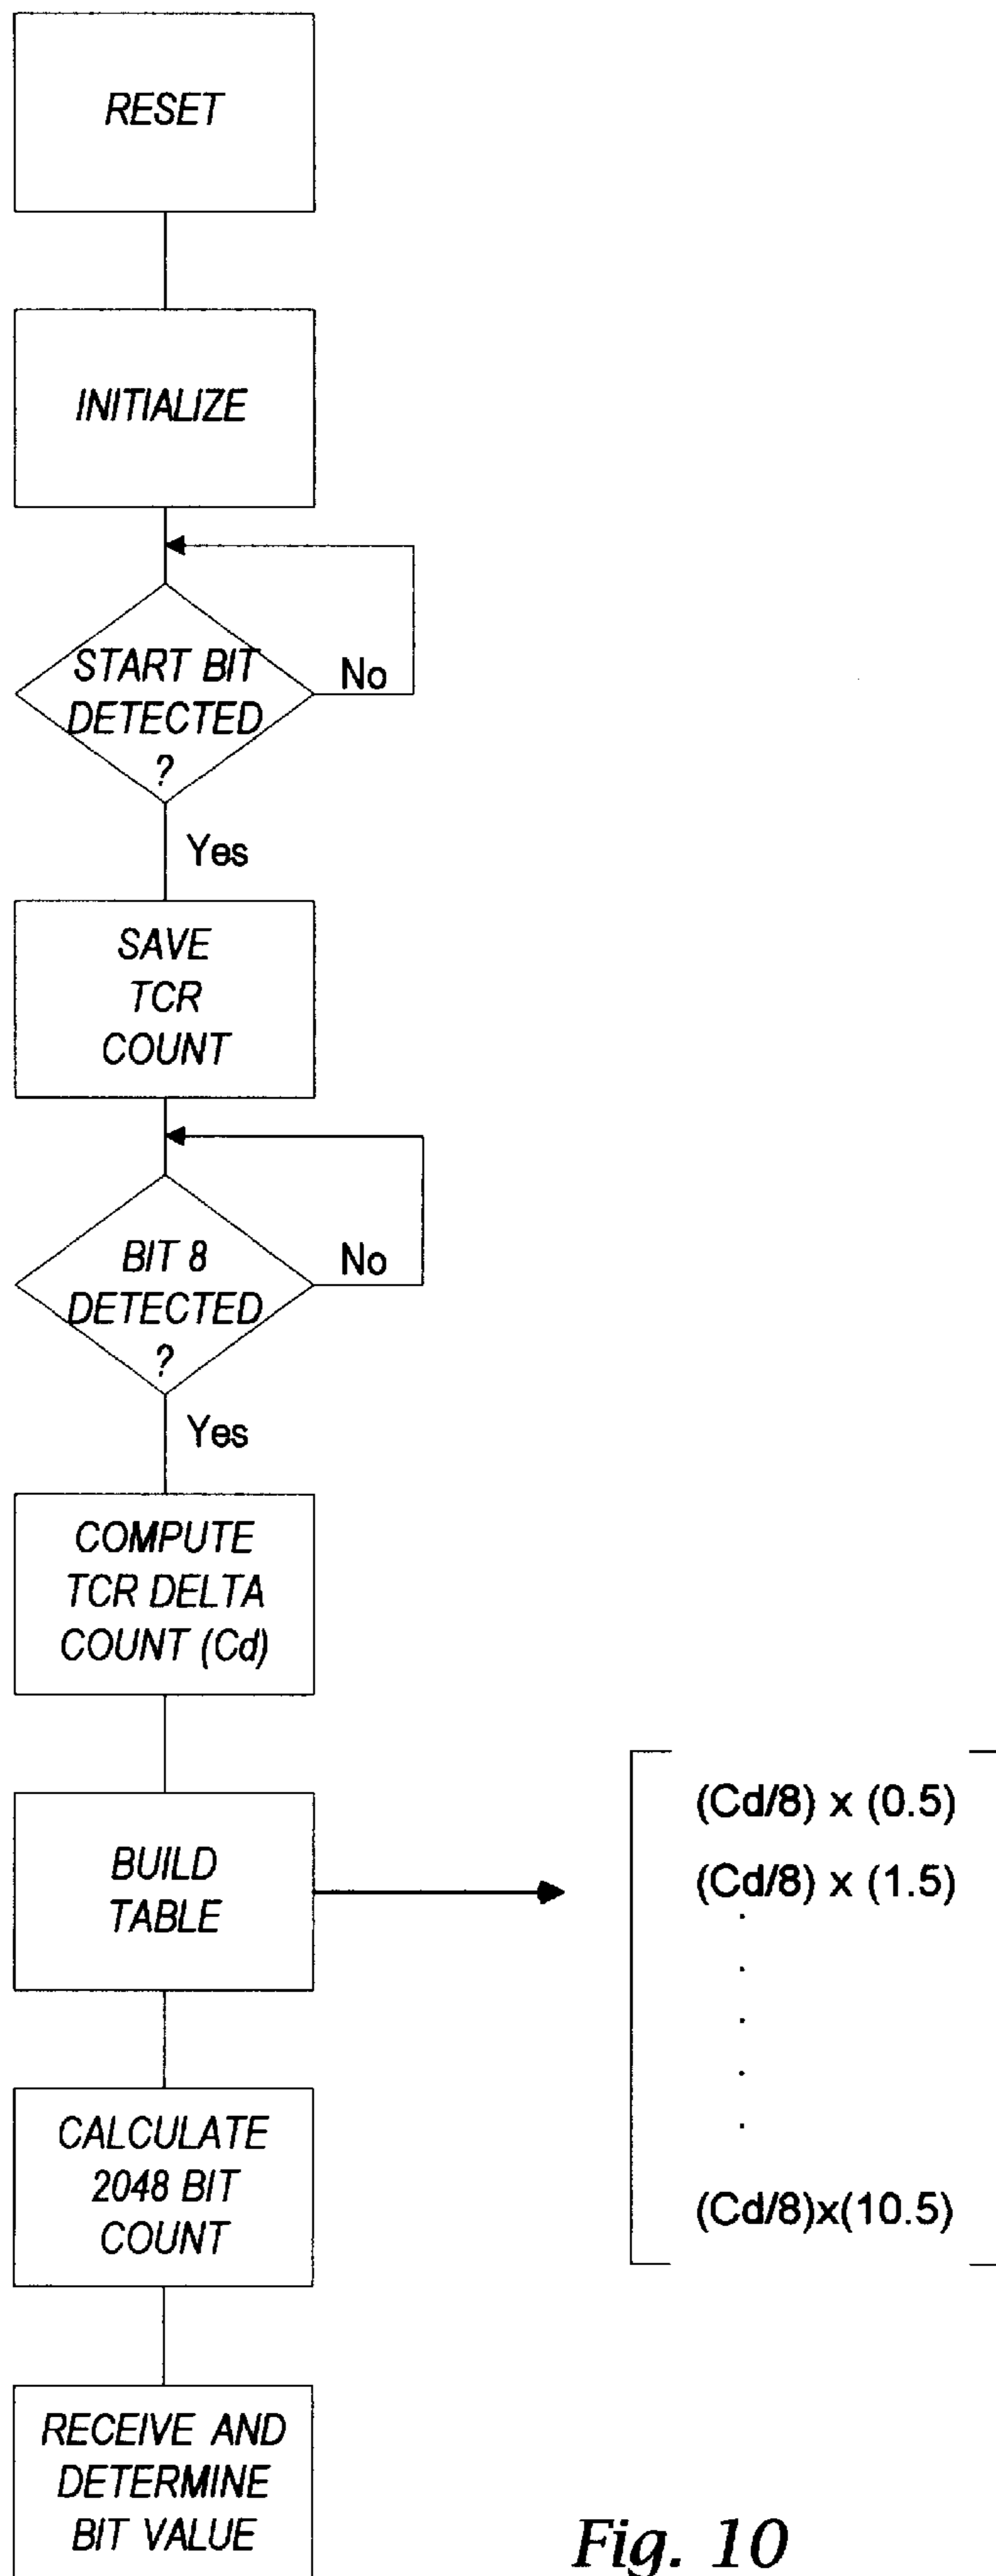 RESET
INITIALIZE
START BIT
DETECTED
?
No
Yes
SAVE
TCR
COUNT
BIT 8
DETECTED
?
No
Yes
COMPUTE
TCR DELTA
COUNT (Cd)
BUILD
TABLE
(Cd/8) x (0.5)
(Cd/8) x (1.5)
.
.
.
.
.
(Cd/8)x(10.5)
CALCULATE
2048 BIT
COUNT
RECEIVE AND
DETERMINE
BIT VALUE
Fig. 10